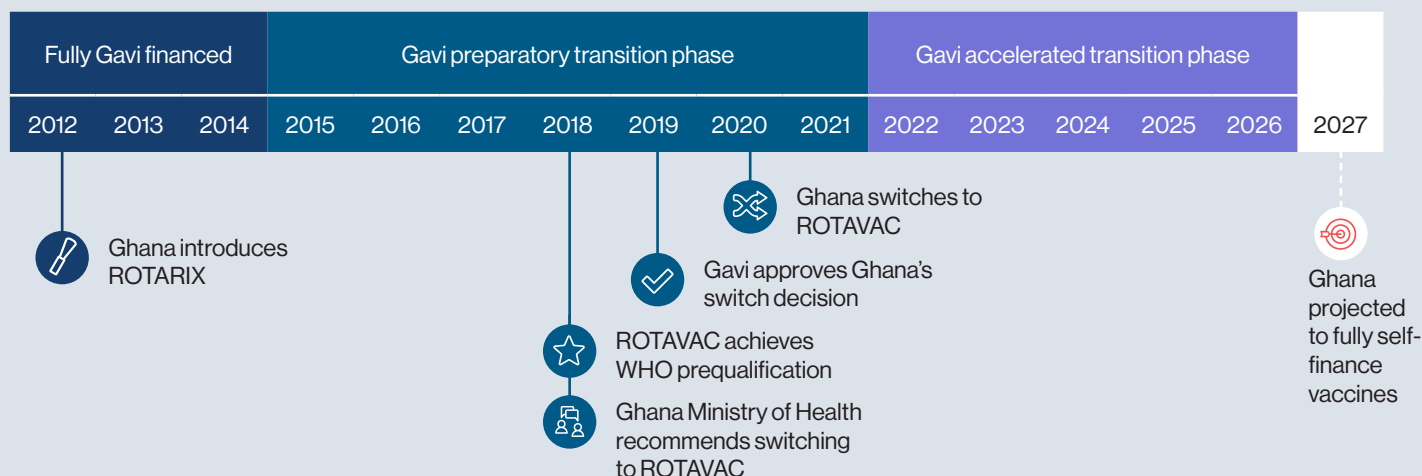 Fully Gavi financed
Gavi preparatory transition phase
Gavi accelerated transition phase
2012 2013 2014 2015 2016 2017 2018 2019 2020 2021 2022 2023 2024 2025 2026 2027
Ghana introduces
ROTARIX
ROTAVAC achieves
WHO prequalification
Ghana Ministry of Health
recommends switching
to ROTAVAC
Gavi approves Ghana's
switch decision
Ghana switches to
ROTAVAC
Ghana
projected
to fully self-
finance
vaccines